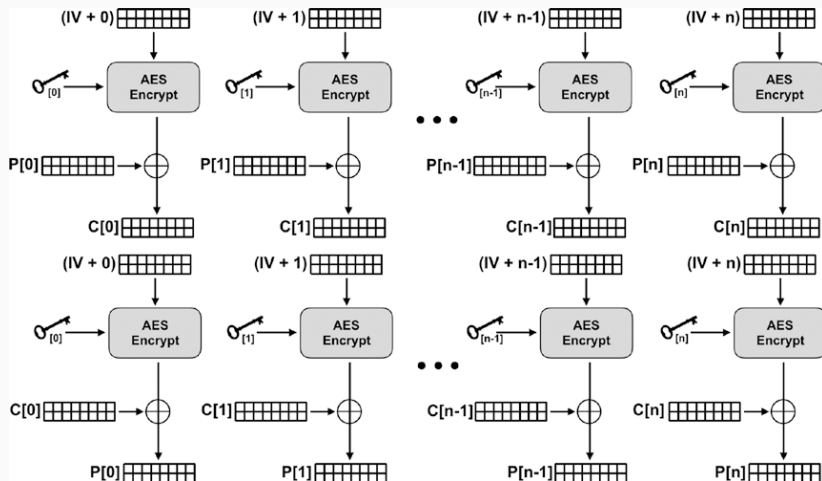 (IV + 0) (IV + 1) (IV + n-1) (IV + n)
[0] AES Encrypt [1] AES Encrypt [n-1] AES Encrypt [n] AES Encrypt
• • •
P[0] P[1] P[n-1] P[n]
C[0] C[1] C[n-1] C[n]
(IV + 0) (IV + 1) (IV + n-1) (IV + n)
[0] AES Encrypt [1] AES Encrypt [n-1] AES Encrypt [n] AES Encrypt
• • •
C[0] C[1] C[n-1] C[n]
P[0] P[1] P[n-1] P[n]